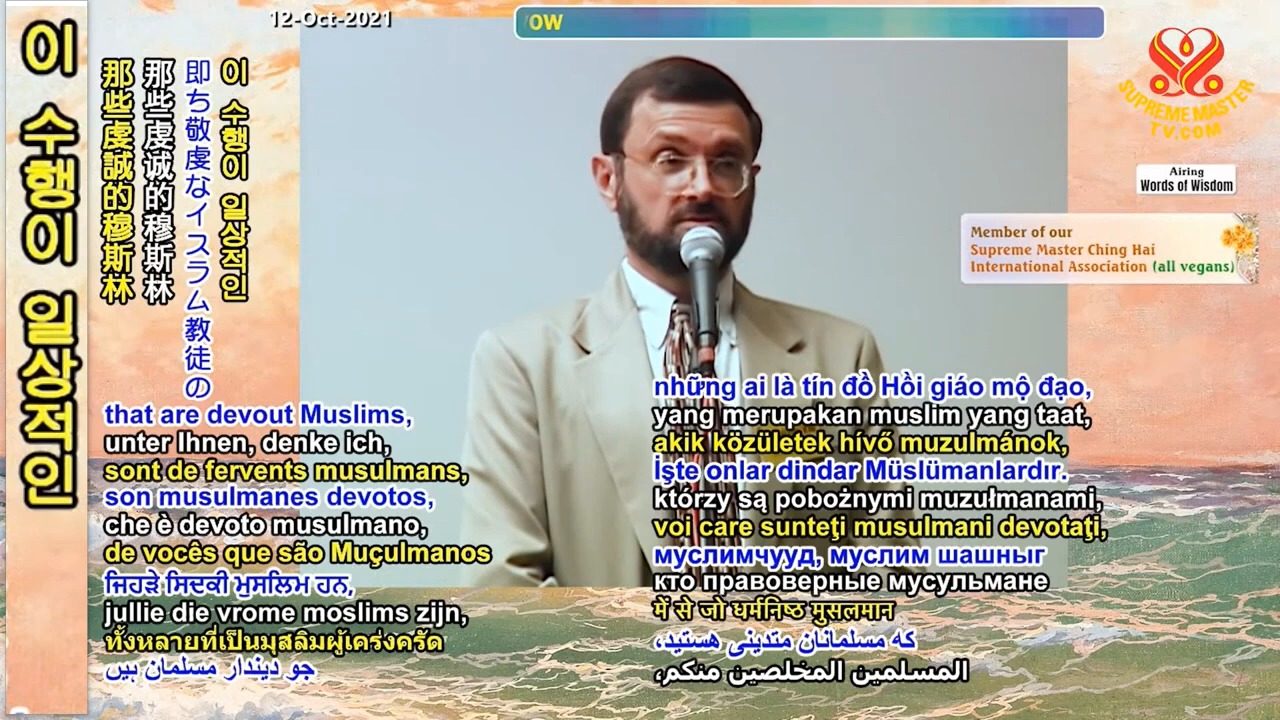 12-Oct-2021
OW
SUPREME MASTER
TV.COM
Airing
Words of Wisdom
Member of our
Supreme Master Ching Hai
International Association (all vegans)
이 수행이 일상적인
那些虔誠的穆斯林
那些虔诚的穆斯林
即ち敬虔なイスラム教徒の
이 수행이 일상적인
that are devout Muslims,
unter Ihnen, denke ich,
sont de fervents musulmans,
son musulmanes devotos,
che è devoto musulmano,
de vocês que são Muçulmanos
ਜਿਹੜੇ ਸਿਦਕੀ ਮੁਸਲਿਮ ਹਨ,
jullie die vrome moslims zijn,
ทั้งหลายที่เป็นมุสลิมผู้เคร่งครัด
جو دیندار مسلمان ہیں
những ai là tín đồ Hồi giáo mộ đạo,
yang merupakan muslim yang taat,
akik közületek hívő muzulmánok,
İşte onlar dindar Müslümanlardır.
którzy są pobożnymi muzułmanami,
voi care sunteţi musulmani devotaţi,
муслимчууд, муслим шашныг
кто правоверные мусульмане
में से जो धर्मनिष्ठ मुसलमान
که مسلمانان متدینی هستید،
المسلمين المخلصين منكم،